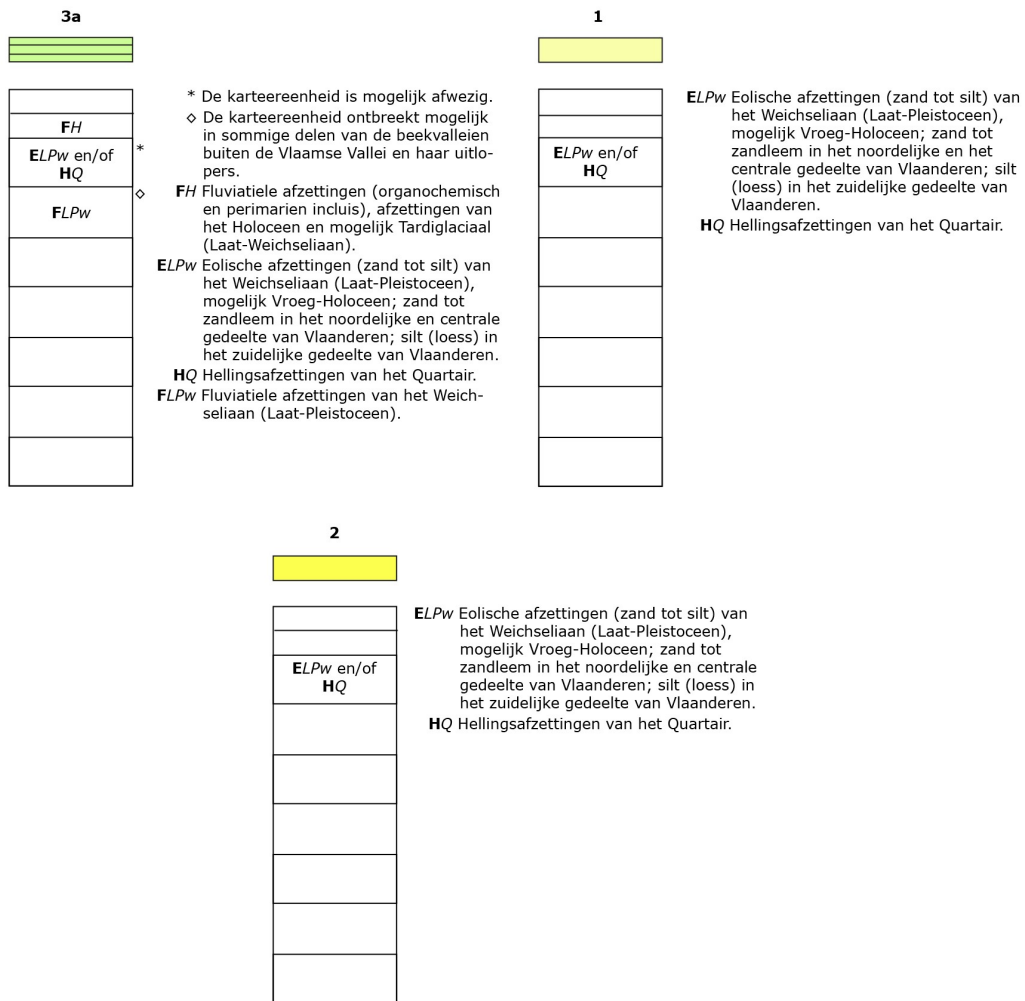 3a
FH
ELPw en/of
HQ
*
◇
FLPw
* De karteereenheid is mogelijk afwezig.
◇ De karteereenheid ontbreekt mogelijk
in sommige delen van de beekvalleien
buiten de Vlaamse Vallei en haar uitlo-
pers.
FH Fluviatiele afzettingen (organochemisch
en perimarien incluis), afzettingen van
het Holoceen en mogelijk Tardiglaciaal
(Laat-Weichseliaan).
ELPw Eolische afzettingen (zand tot silt) van
het Weichseliaan (Laat-Pleistoceen),
mogelijk Vroeg-Holoceen; zand tot
zandleem in het noordelijke en centrale
gedeelte van Vlaanderen; silt (loess) in
het zuidelijke gedeelte van Vlaanderen.
HQ Hellingsafzettingen van het Quartair.
FLPw Fluviatiele afzettingen van het Weich-
seliaan (Laat-Pleistoceen).
1
ELPw en/of
HQ
ELPw Eolische afzettingen (zand tot silt) van
het Weichseliaan (Laat-Pleistoceen),
mogelijk Vroeg-Holoceen; zand tot
zandleem in het noordelijke en het
centrale gedeelte van Vlaanderen; silt
(loess) in het zuidelijke gedeelte van
Vlaanderen.
HQ Hellingsafzettingen van het Quartair.
2
ELPw en/of
HQ
ELPw Eolische afzettingen (zand tot silt) van
het Weichseliaan (Laat-Pleistoceen),
mogelijk Vroeg-Holoceen; zand tot
zandleem in het noordelijke en centrale
gedeelte van Vlaanderen; silt (loess) in
het zuidelijke gedeelte van Vlaanderen.
HQ Hellingsafzettingen van het Quartair.